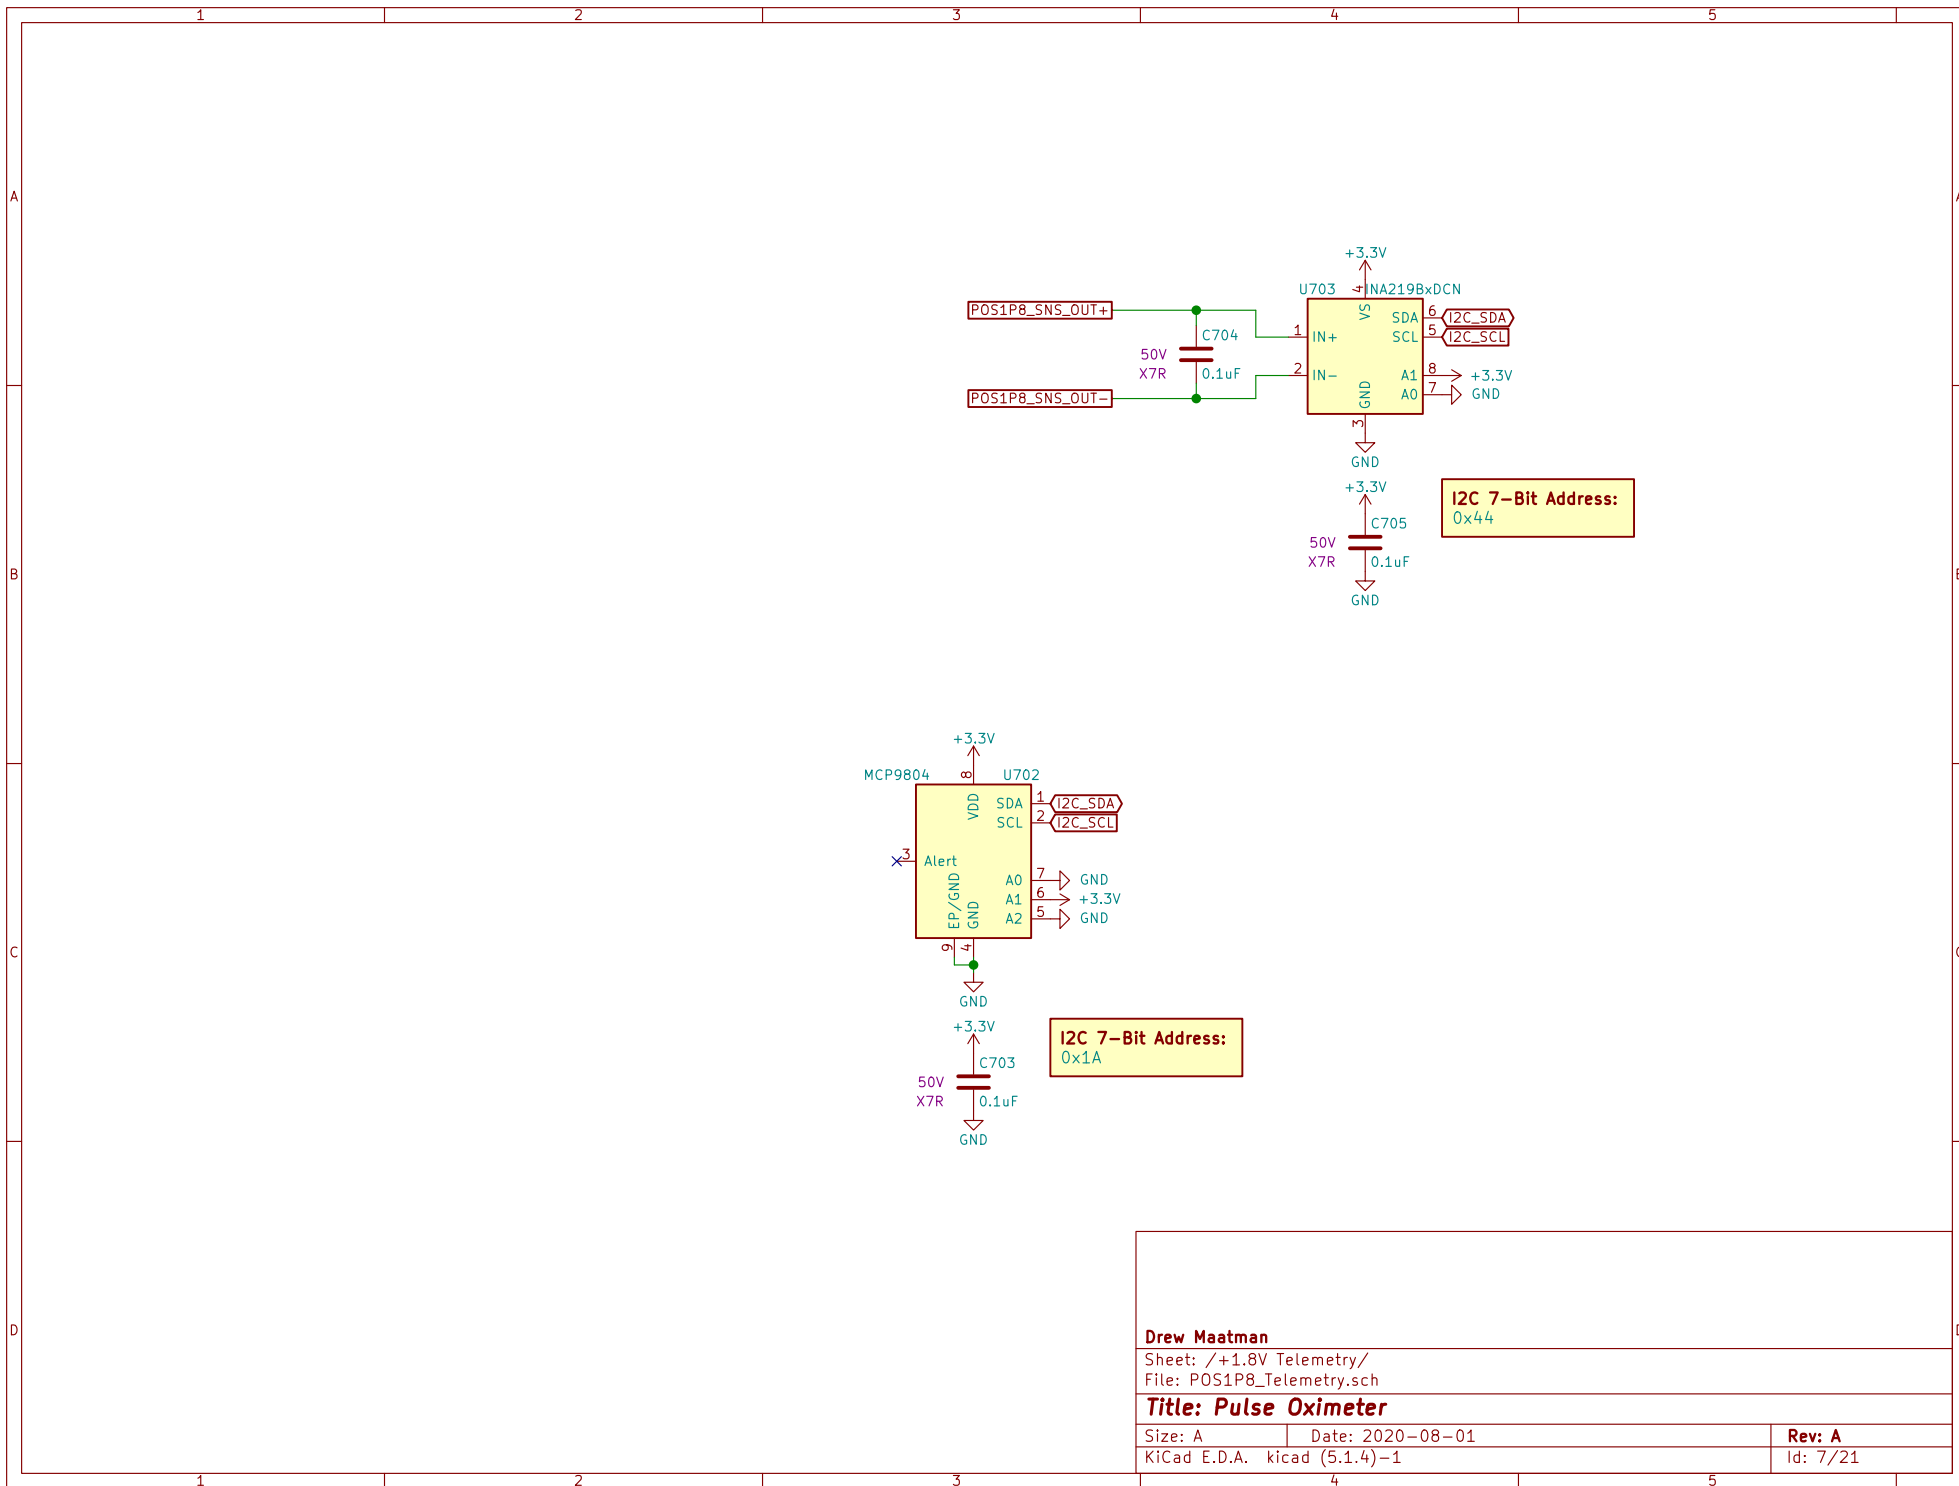 1 2 3 4 5
A
B
C
D
+3.3V
U703 INA219BxDCN
4
VS
POS1P8_SNS_OUT+
POS1P8_SNS_OUT-
C704
50V
X7R 0.1uF
1 IN+
2 IN-
GND
3
SDA 6 I2C_SDA
SCL 5 I2C_SCL
A1 8 +3.3V
A0 7 GND
GND
+3.3V
C705
50V
X7R 0.1uF
GND
I2C 7-Bit Address:
0x44
+3.3V
MCP9804 U702
8
VDD
SDA 1 I2C_SDA
SCL 2 I2C_SCL
3 Alert
A0 7 GND
A1 6 +3.3V
A2 5 GND
EP/GND
GND
9 4
GND
+3.3V
C703
50V
X7R 0.1uF
GND
I2C 7-Bit Address:
0x1A
Drew Maatman
Sheet: /+1.8V Telemetry/
File: POS1P8_Telemetry.sch
Title: Pulse Oximeter
Size: A Date: 2020-08-01 Rev: A
KiCad E.D.A. kicad (5.1.4)-1 Id: 7/21
1 2 3 4 5